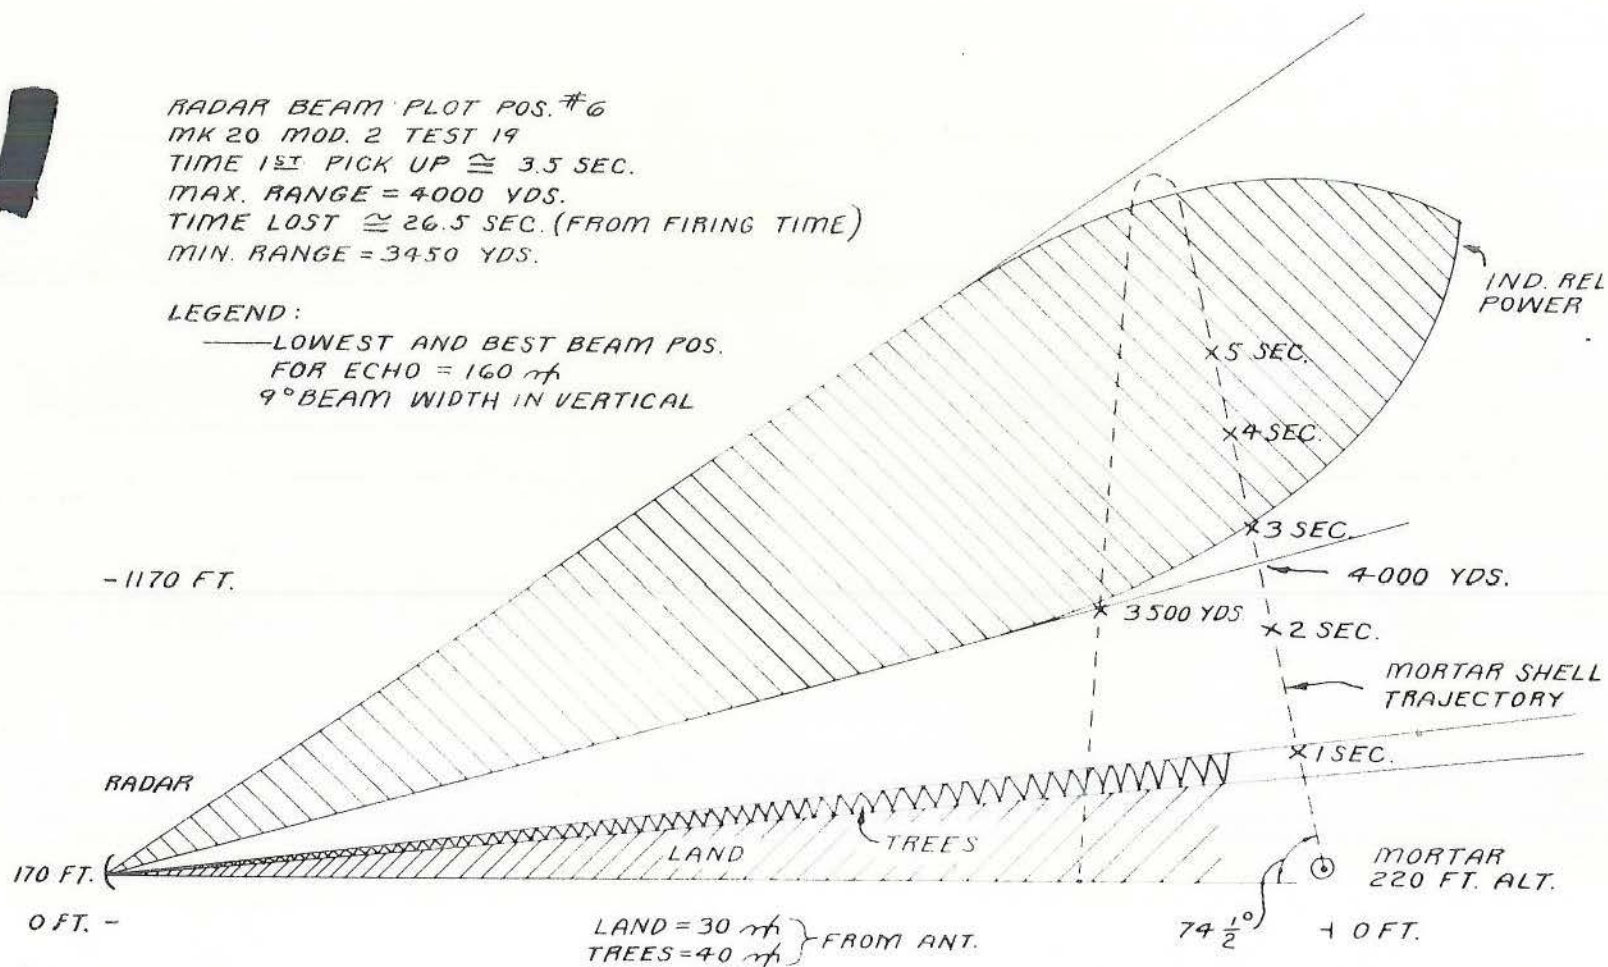 RADAR BEAM PLOT POS. #6
MK 20 MOD. 2 TEST 19
TIME 1ST PICK UP ≅ 3.5 SEC.
MAX. RANGE = 4000 YDS.
TIME LOST ≅ 26.5 SEC. (FROM FIRING TIME)
MIN. RANGE = 3450 YDS.
LEGEND:
LOWEST AND BEST BEAM POS.
FOR ECHO = 160 m̸
9° BEAM WIDTH IN VERTICAL
IND. REL
POWER
5 SEC.
4 SEC.
3 SEC.
4000 YDS.
-1170 FT.
3500 YDS
2 SEC.
MORTAR SHELL
TRAJECTORY
1 SEC.
RADAR
TREES
LAND
170 FT.
MORTAR
220 FT. ALT.
0 FT. -
LAND = 30 m̸
TREES = 40 m̸
FROM ANT.
74 1/2°
0 FT.